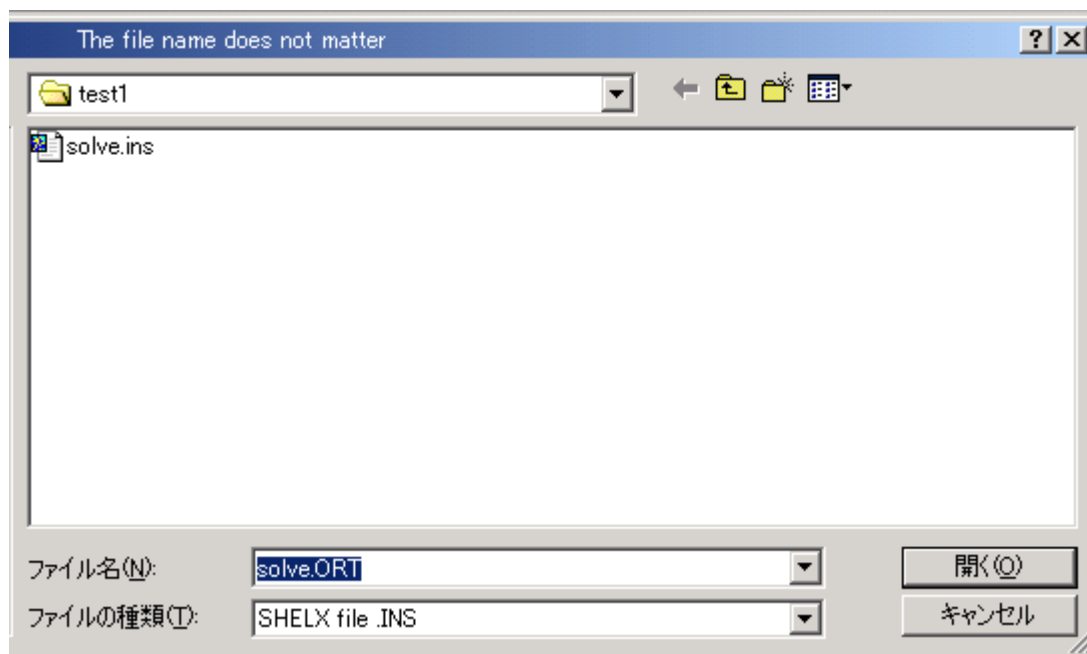 The file name does not matter
test1
solve.ins
ファイル名(N): solve.ORT 開く(O)
ファイルの種類(T): SHELX file .INS キャンセル